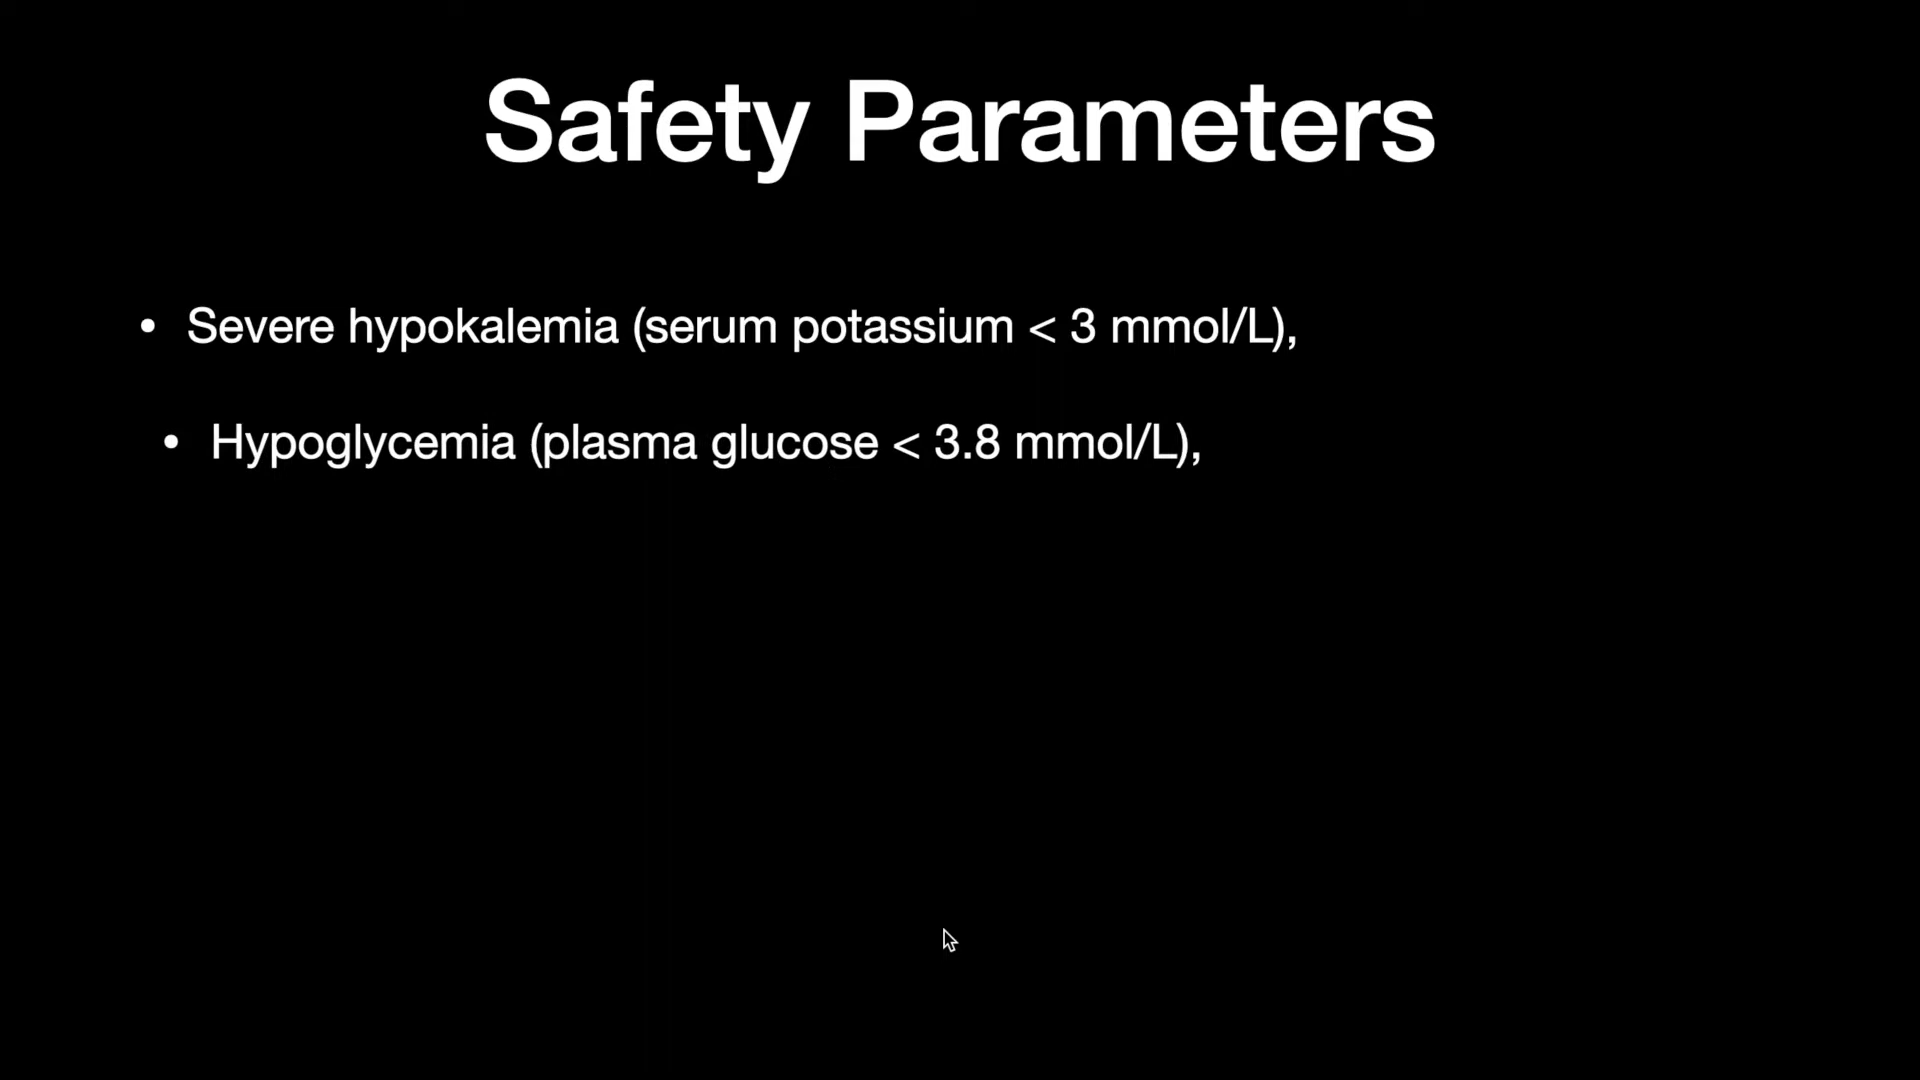 Safety Parameters
• Severe hypokalemia (serum potassium < 3 mmol/L),
• Hypoglycemia (plasma glucose < 3.8 mmol/L),